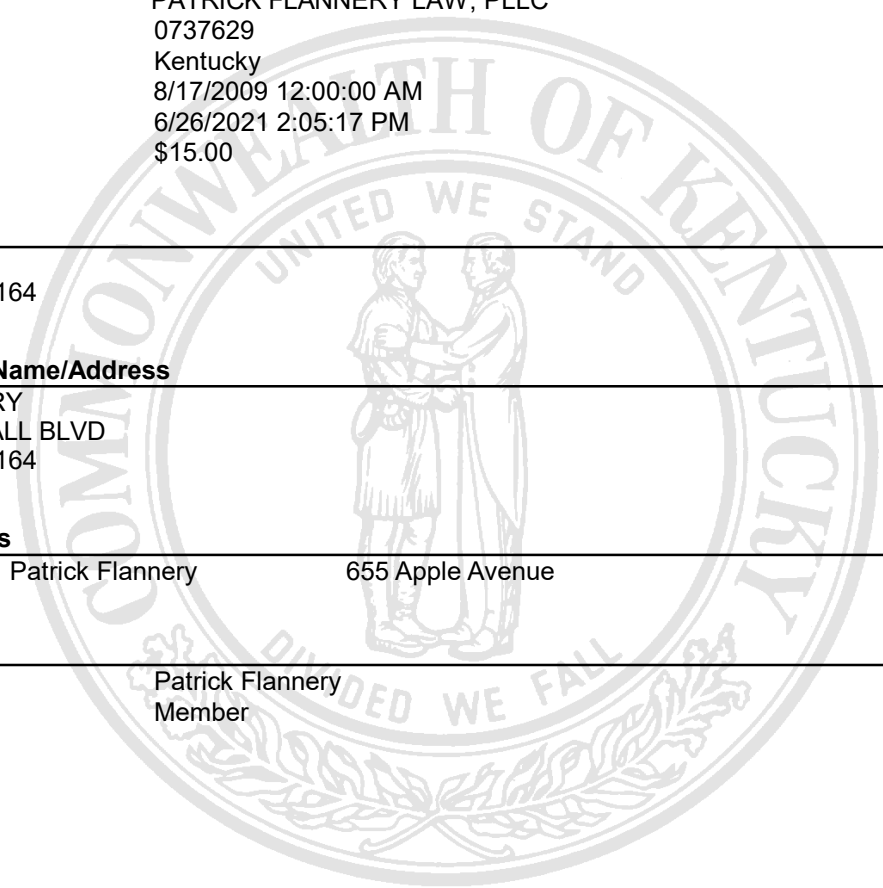 PATRICK FLANNERY LAW, PLLC
0737629
Kentucky
8/17/2009 12:00:00 AM
6/26/2021 2:05:17 PM
$15.00
164
Name/Address
RY
ALL BLVD
164
s
Patrick Flannery 655 Apple Avenue
Patrick Flannery
Member
COMMONWEALTH OF KENTUCKY
UNITED WE STAND
DIVIDED WE FALL